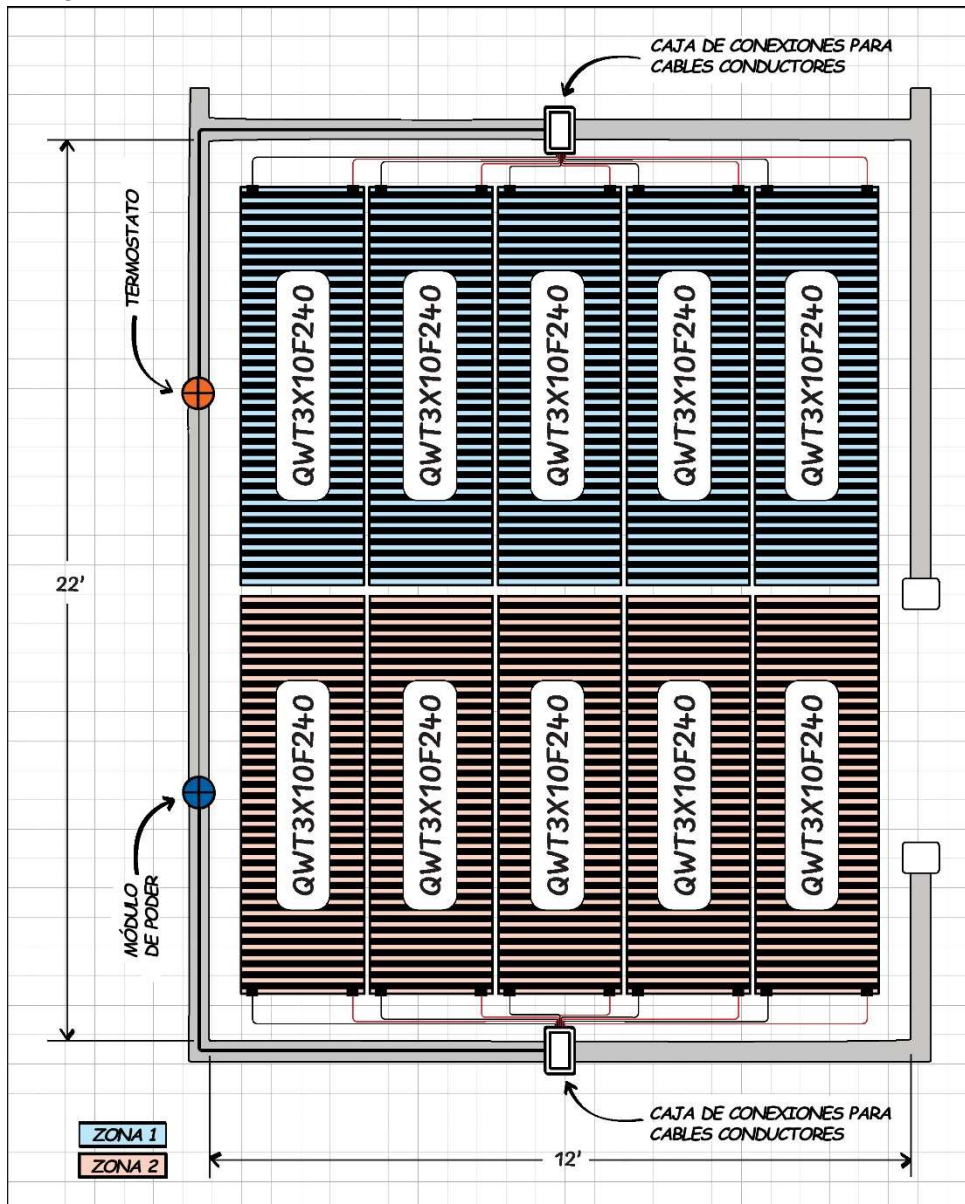 CAJA DE CONEXIONES PARA
CABLES CONDUCTORES
TERMOSTATO
QWT3X10F240
QWT3X10F240
QWT3X10F240
QWT3X10F240
QWT3X10F240
22'
QWT3X10F240
QWT3X10F240
QWT3X10F240
QWT3X10F240
QWT3X10F240
MÓDULO
DE PODER
CAJA DE CONEXIONES PARA
CABLES CONDUCTORES
ZONA 1
ZONA 2
12'